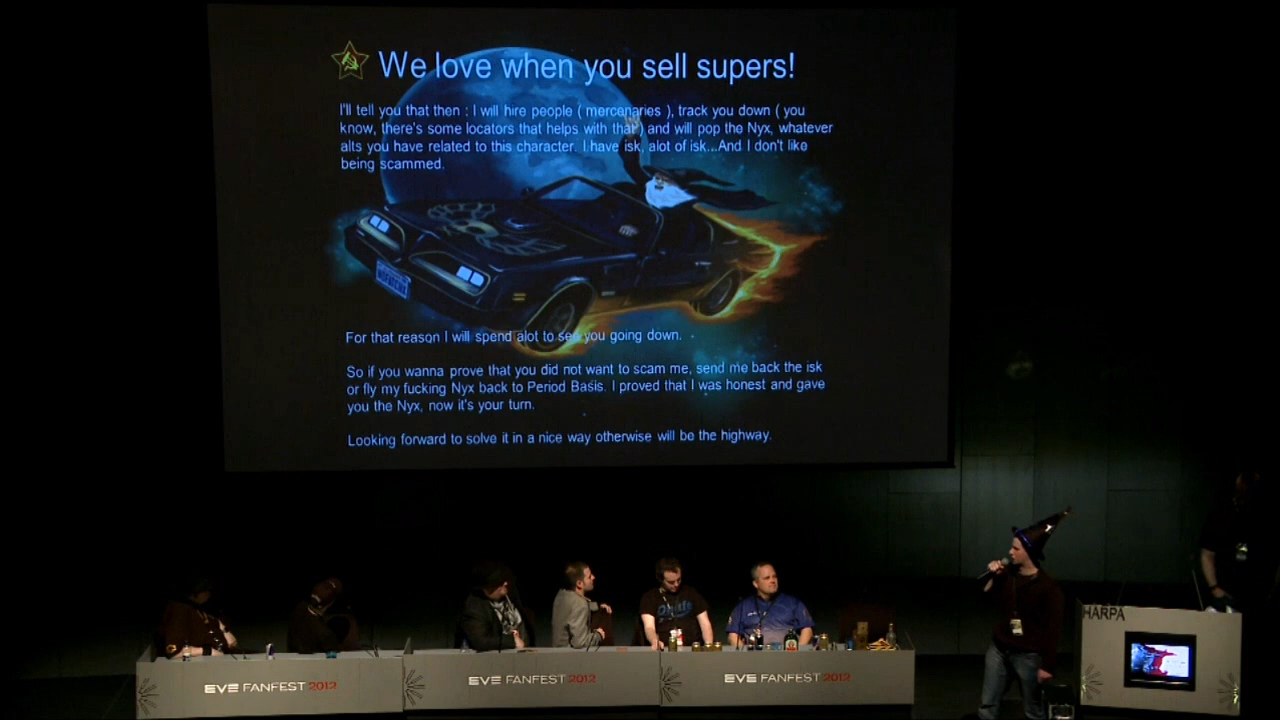 We love when you sell supers!
I'll tell you that then : I will hire people ( mercenaries ), track you down ( you
know, there's some locators that helps with that ) and will pop the Nyx, whatever
alts you have related to this character. I have isk, alot of isk...And I don't like
being scammed.
For that reason I will spend alot to see you going down.
So if you wanna prove that you did not want to scam me, send me back the isk
or fly my fucking Nyx back to Period Basis. I proved that I was honest and gave
you the Nyx, now it's your turn.
Looking forward to solve it in a nice way otherwise will be the highway.
HARPA
EVE FANFEST 2012
EVE FANFEST 2012
EVE FANFEST 2012